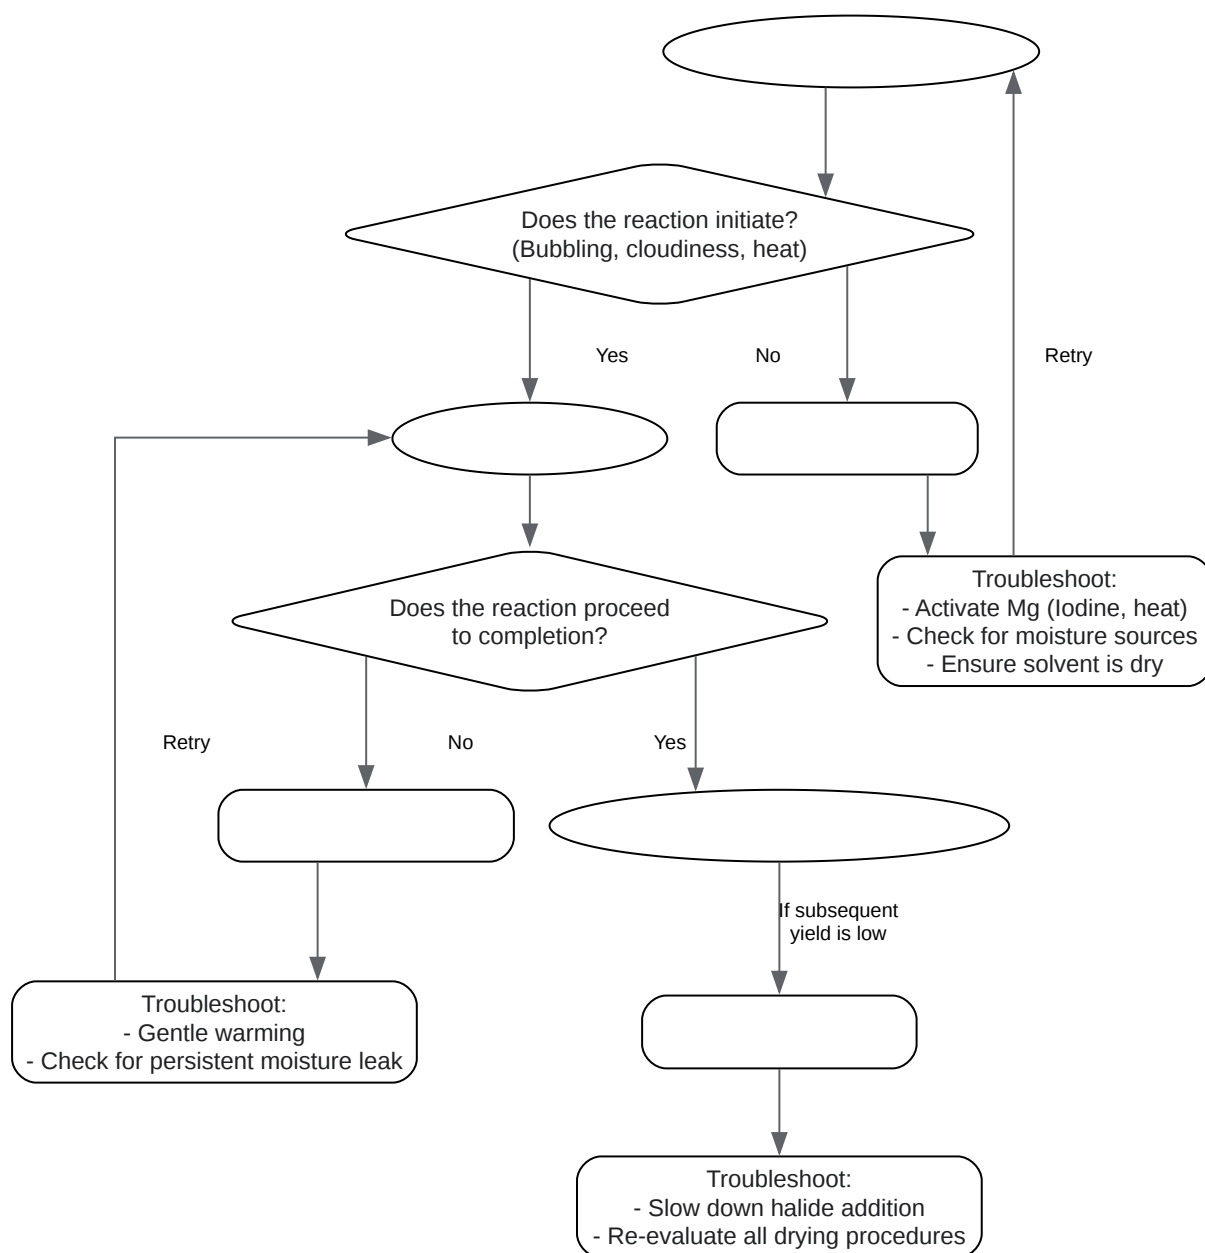 Does the reaction initiate?
(Bubbling, cloudiness, heat)
Yes
No
Retry
Does the reaction proceed
to completion?
Troubleshoot:
- Activate Mg (Iodine, heat)
- Check for moisture sources
- Ensure solvent is dry
Retry
No
Yes
If subsequent
yield is low
Troubleshoot:
- Gentle warming
- Check for persistent moisture leak
Troubleshoot:
- Slow down halide addition
- Re-evaluate all drying procedures